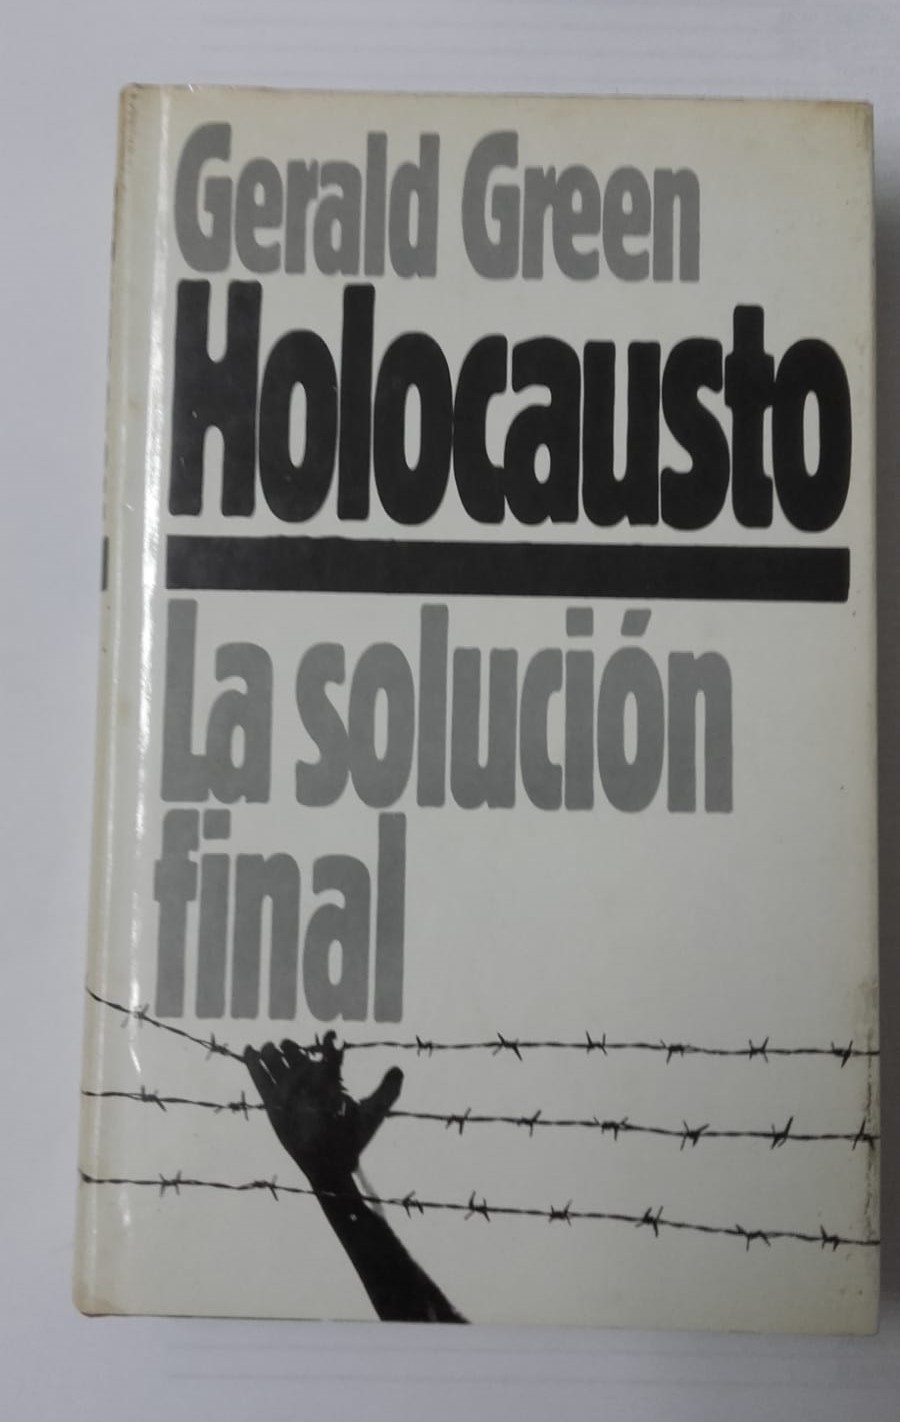 Gerald Green
Holocausto
La solución
final